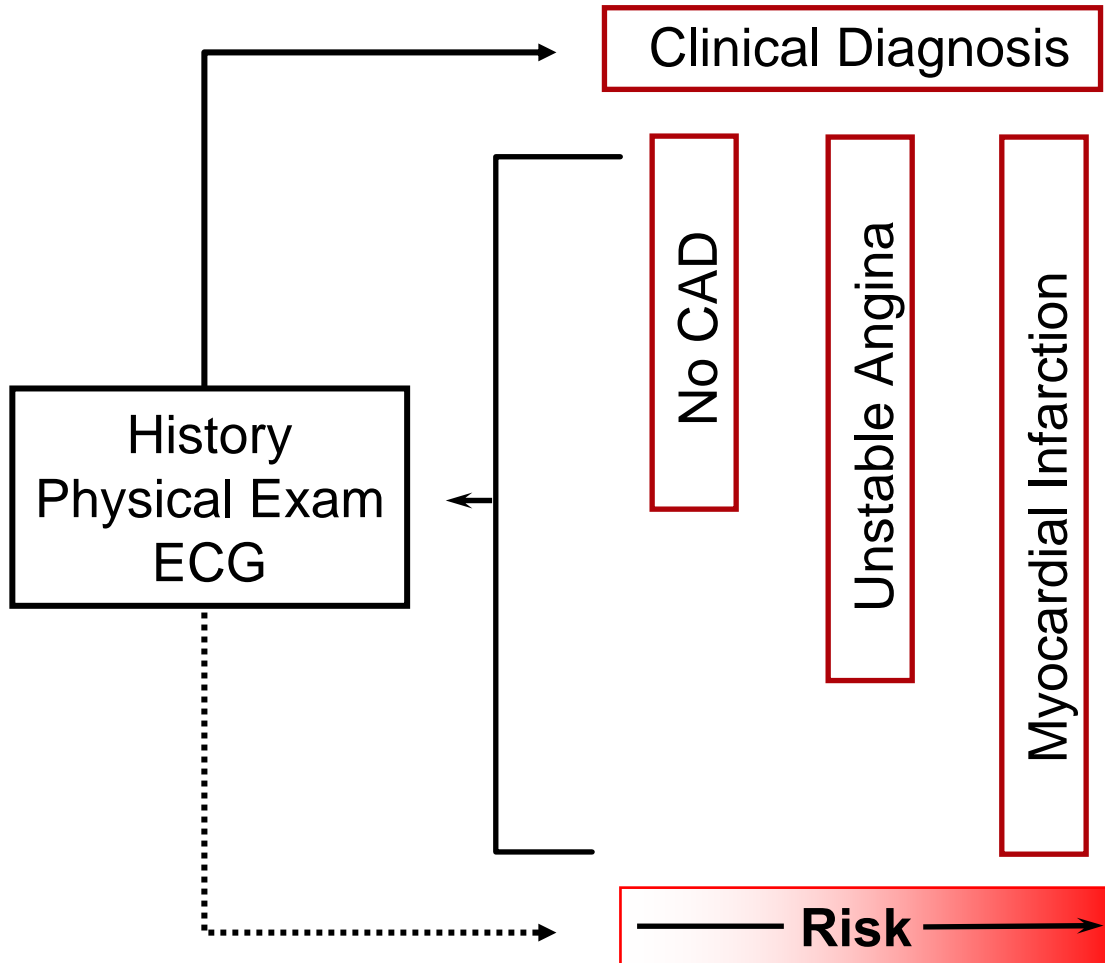 Clinical Diagnosis
No CAD
Unstable Angina
Myocardial Infarction
History
Physical Exam
ECG
Risk